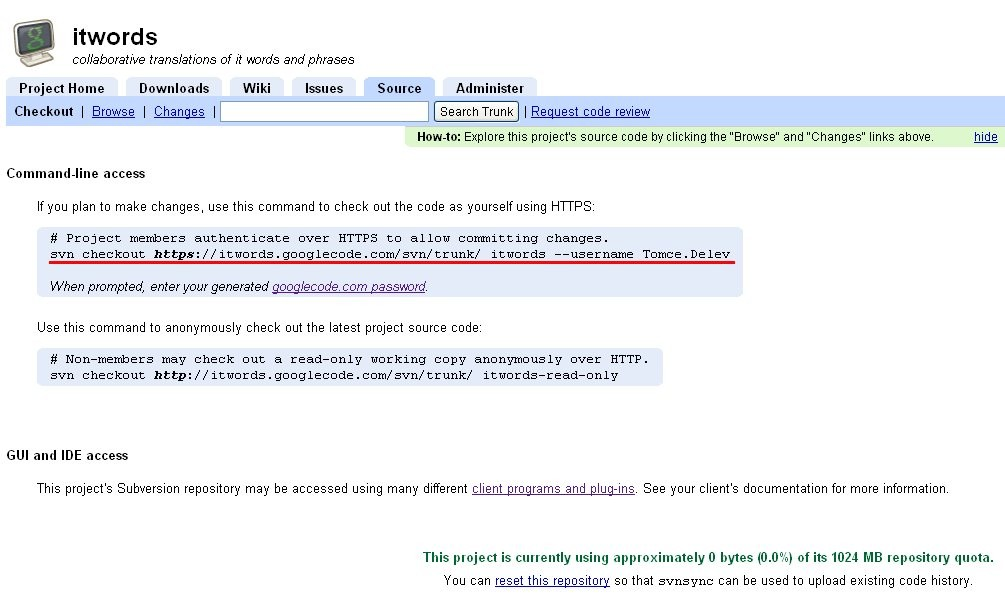 itwords
collaborative translations of it words and phrases
Project Home Downloads Wiki Issues Source Administer
Checkout | Browse | Changes | Search Trunk | Request code review
How-to: Explore this project's source code by clicking the "Browse" and "Changes" links above. hide
Command-line access
If you plan to make changes, use this command to check out the code as yourself using HTTPS:
# Project members authenticate over HTTPS to allow committing changes.
svn checkout https://itwords.googlecode.com/svn/trunk/ itwords --username Tomce.Delev
When prompted, enter your generated googlecode.com password.
Use this command to anonymously check out the latest project source code:
# Non-members may check out a read-only working copy anonymously over HTTP.
svn checkout http://itwords.googlecode.com/svn/trunk/ itwords-read-only
GUI and IDE access
This project's Subversion repository may be accessed using many different client programs and plug-ins. See your client's documentation for more information.
This project is currently using approximately 0 bytes (0.0%) of its 1024 MB repository quota.
You can reset this repository so that svnsync can be used to upload existing code history.